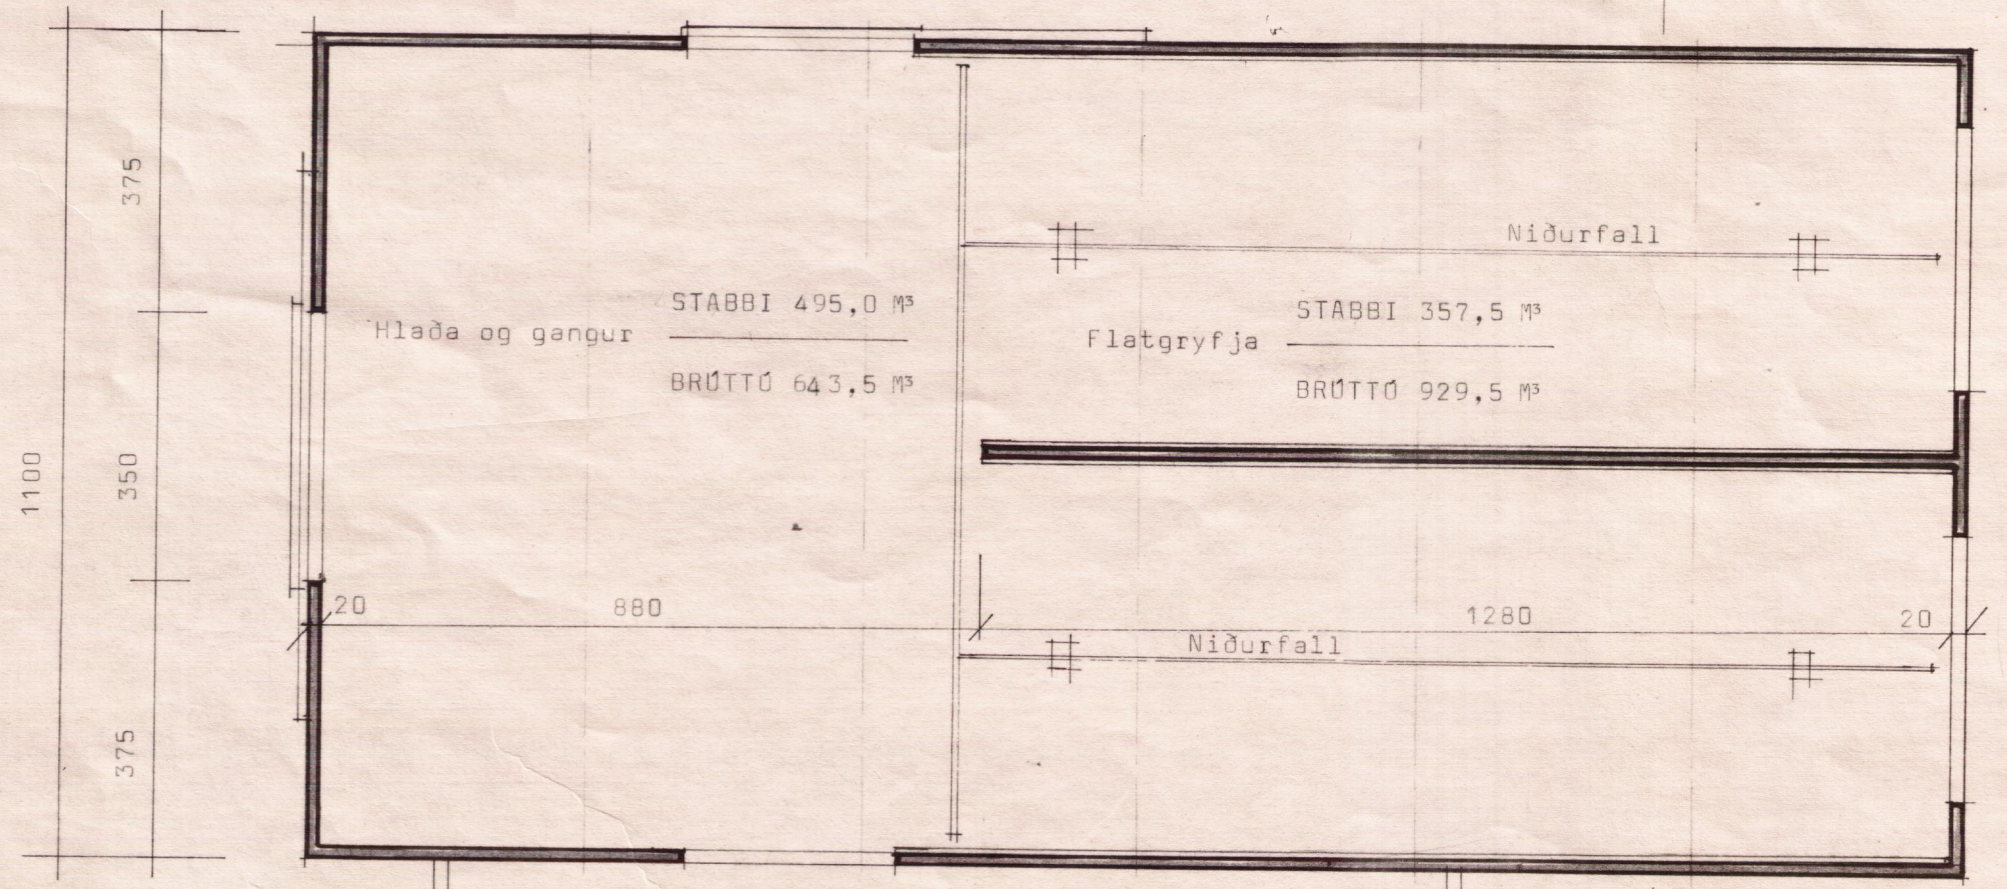 375
Niðurfall
STABBI 495,0 M³
Hlaða og gangur
BRÚTTÓ 643,5 M³
STABBI 357,5 M³
Flatgryfja
BRÚTTÓ 929,5 M³
1100
350
20
880
1280
20
Niðurfall
375